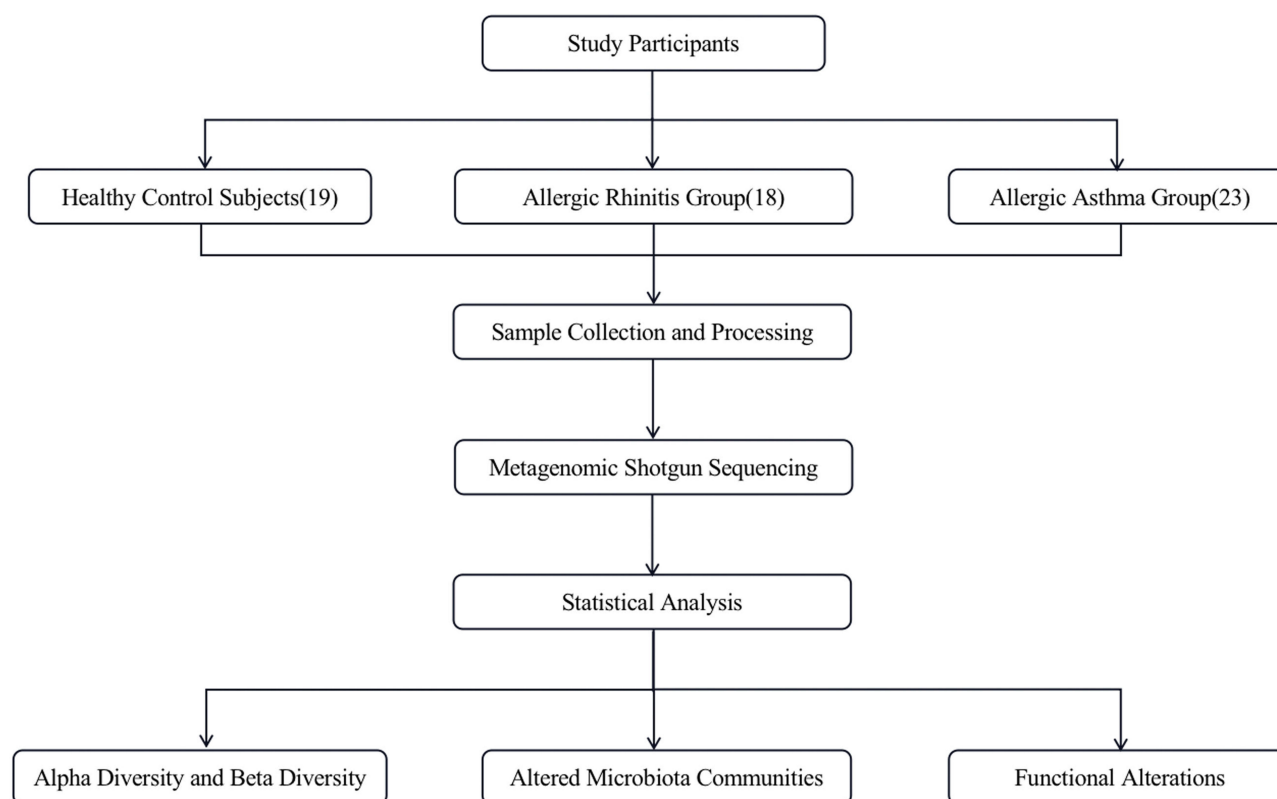 Study Participants
Healthy Control Subjects(19)
Allergic Rhinitis Group(18)
Allergic Asthma Group(23)
Sample Collection and Processing
Metagenomic Shotgun Sequencing
Statistical Analysis
Alpha Diversity and Beta Diversity
Altered Microbiota Communities
Functional Alterations